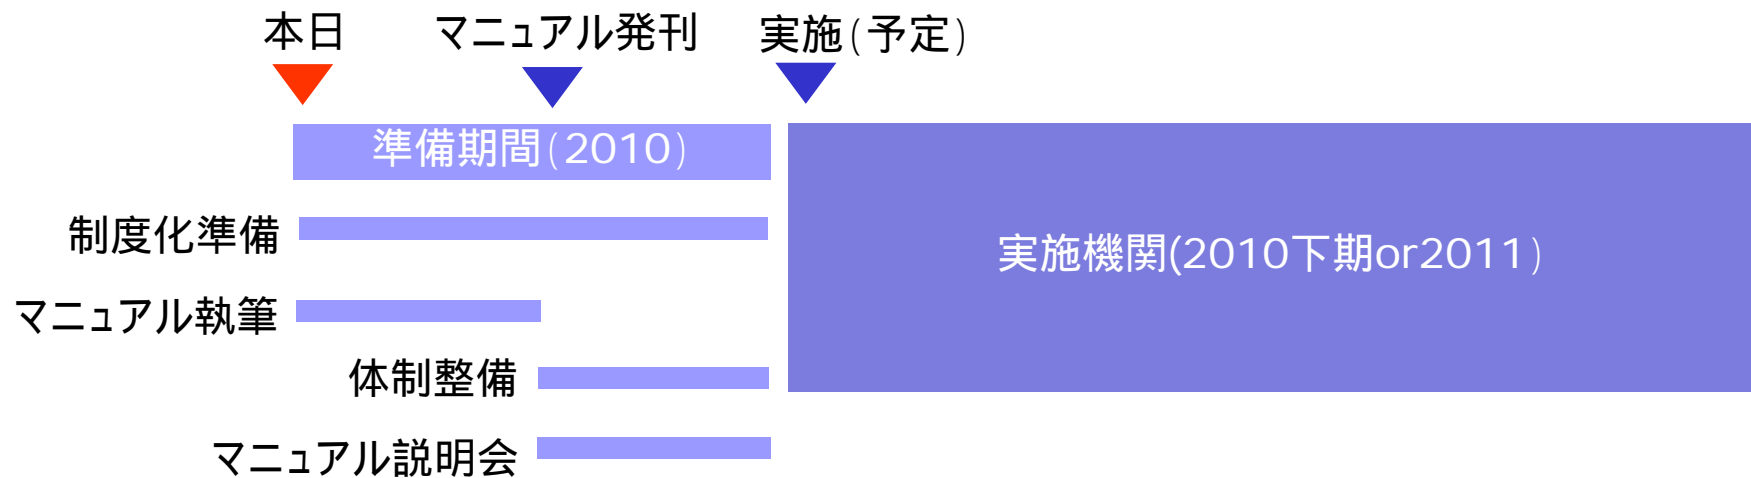 本日 マニュアル発刊 実施(予定)
準備期間(2010)
制度化準備
実施機関(2010下期or2011)
マニュアル執筆
体制整備
マニュアル説明会